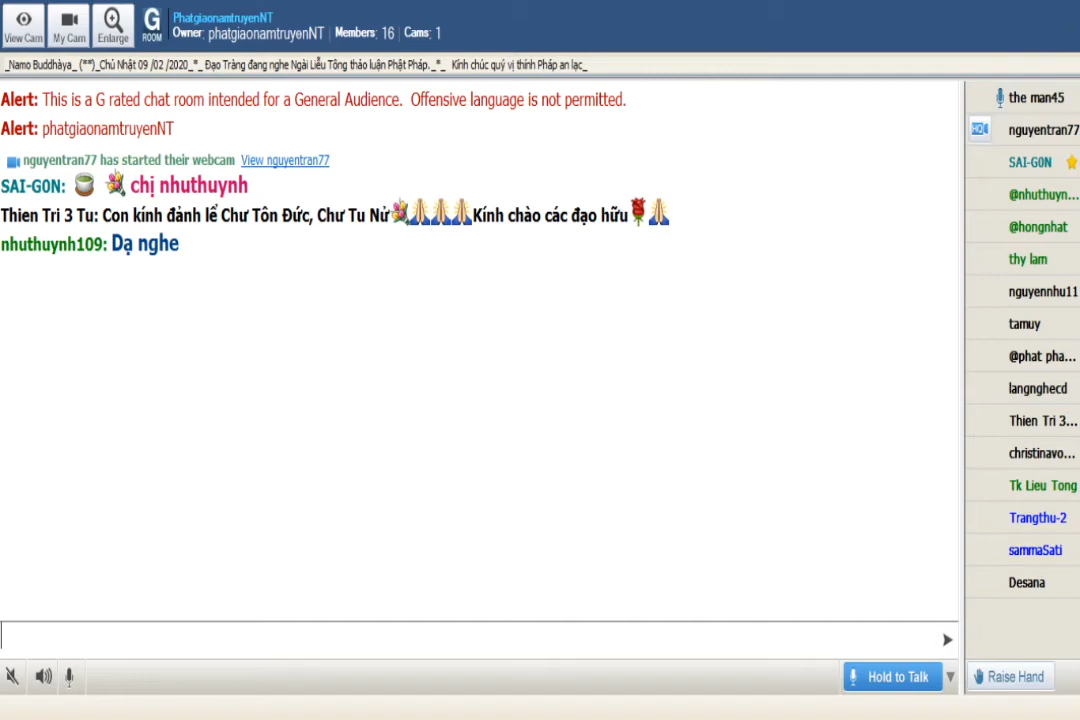 View Cam
My Cam
Enlarge
G
ROOM
PhatgiaonamtruyenNT
Owner: phatgiaonamtruyenNT Members: 16 Cams: 1
_Namo Buddhàya_ (**)_Chủ Nhật 09 /02 /2020_*_ Đạo Tràng đang nghe Ngài Liễu Tông thảo luận Phật Pháp._*_ Kính chúc quý vị thính Pháp an lạc_
Alert: This is a G rated chat room intended for a General Audience. Offensive language is not permitted.
Alert: phatgiaonamtruyenNT
nguyentran77 has started their webcam View nguyentran77
SAI-G0N: chị nhuthuynh
Thien Tri 3 Tu: Con kính đảnh lể Chư Tôn Đức, Chư Tu Nử Kính chào các đạo hữu
nhuthuynh109: Dạ nghe
the man45
HD
nguyentran77
SAI-G0N
@nhuthuyn...
@hongnhat
thy lam
nguyennhu11
tamuy
@phat pha...
langnghecd
Thien Tri 3...
christinavo...
Tk Lieu Tong
Trangthu-2
sammaSati
Desana
Hold to Talk
Raise Hand